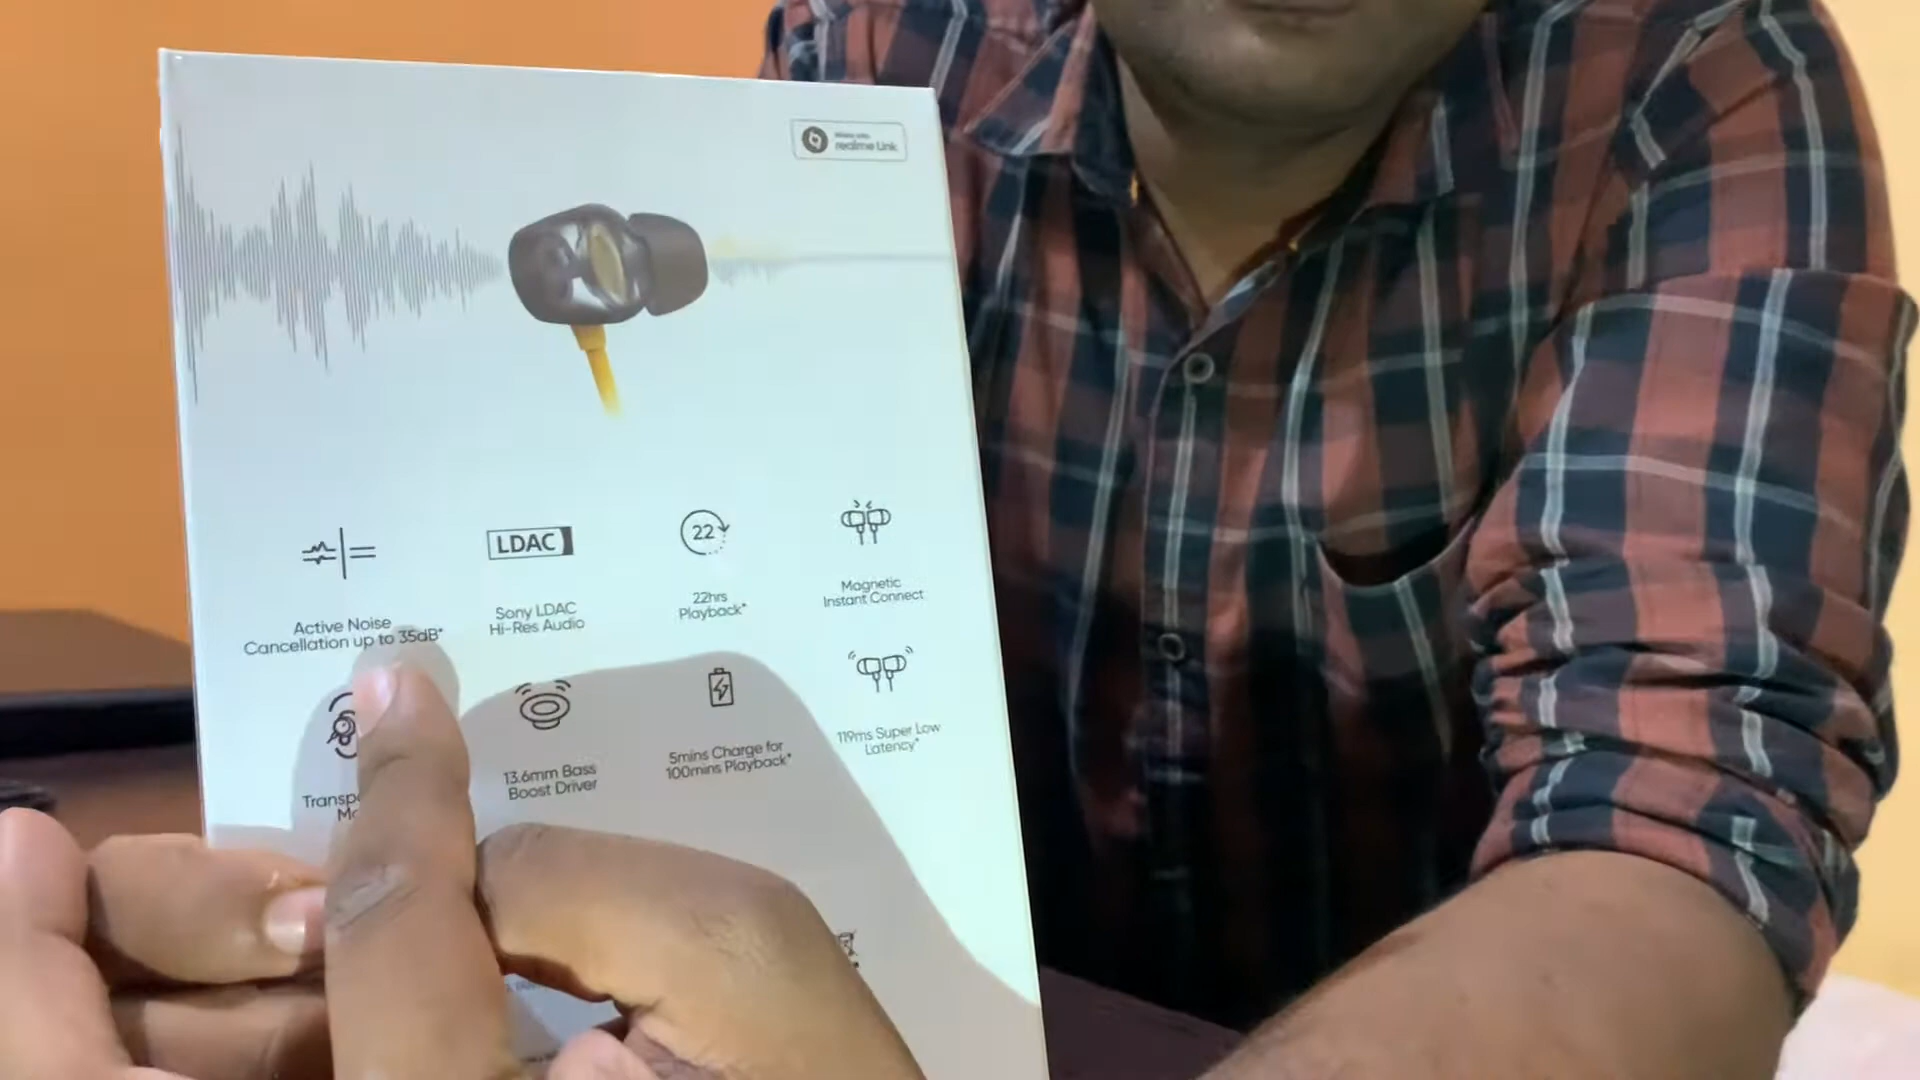 realme Link
LDAC
22
Active Noise
Cancellation up to 35dB*
Sony LDAC
Hi-Res Audio
22hrs
Playback*
Magnetic
Instant Connect
13.6mm Bass
Boost Driver
5mins Charge for
100mins Playback*
119ms Super Low
Latency*